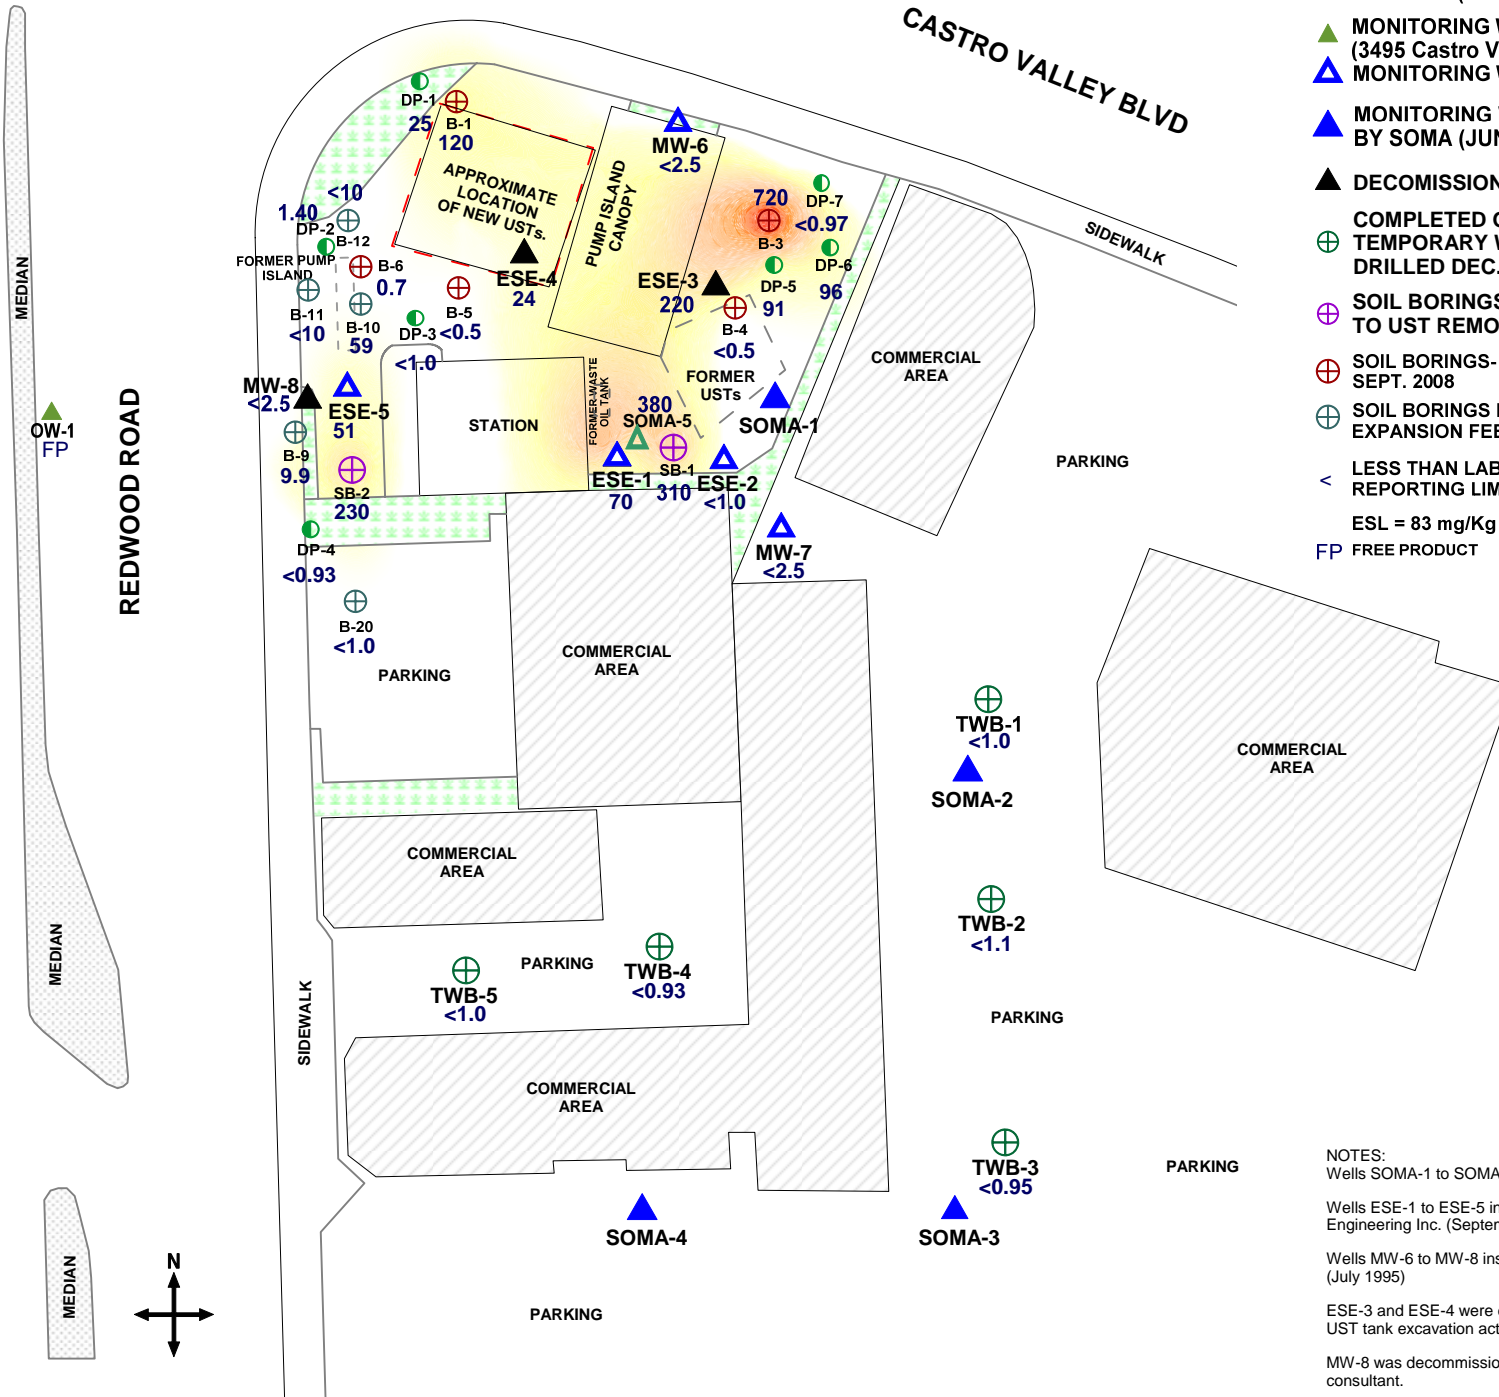 CASTRO VALLEY BLVD
SIDEWALK
DP-1
25
B-1
120
APPROXIMATE
LOCATION
OF NEW USTs.
PUMP ISLAND
CANOPY
MW-6
<2.5
720
B-3
DP-7
<0.97
DP-6
96
DP-5
91
ESE-3
220
B-4
<0.5
ESE-4
24
<10
1.40
DP-2
B-12
FORMER PUMP
ISLAND
B-6
0.7
B-5
<0.5
B-11
<10
B-10
59
DP-3
<1.0
MW-8
<2.5
ESE-5
51
B-9
9.9
SB-2
230
DP-4
<0.93
B-20
<1.0
STATION
FORMER WASTE
OIL TANK
380
SOMA-5
FORMER
USTs
SOMA-1
ESE-1
70
SB-1
310
ESE-2
<1.0
MW-7
<2.5
COMMERCIAL
AREA
PARKING
MEDIAN
OW-1
FP
REDWOOD ROAD
PARKING
COMMERCIAL
AREA
TWB-1
<1.0
SOMA-2
COMMERCIAL
AREA
COMMERCIAL
AREA
TWB-2
<1.1
MEDIAN
SIDEWALK
PARKING
TWB-5
<1.0
TWB-4
<0.93
PARKING
COMMERCIAL
AREA
TWB-3
<0.95
PARKING
SOMA-4
SOMA-3
MEDIAN
N
PARKING
MONITORING W
(3495 Castro V
MONITORING W
MONITORING
BY SOMA (JUN
DECOMISSION
COMPLETED
TEMPORARY W
DRILLED DEC.
SOIL BORINGS
TO UST REMO
SOIL BORINGS-
SEPT. 2008
SOIL BORINGS
EXPANSION FEE
< LESS THAN LAB
REPORTING LIM
ESL = 83 mg/Kg
FP FREE PRODUCT
NOTES:
Wells SOMA-1 to SOMA
Wells ESE-1 to ESE-5 in
Engineering Inc. (Septem
Wells MW-6 to MW-8 ins
(July 1995)
ESE-3 and ESE-4 were
UST tank excavation act
MW-8 was decommissio
consultant.